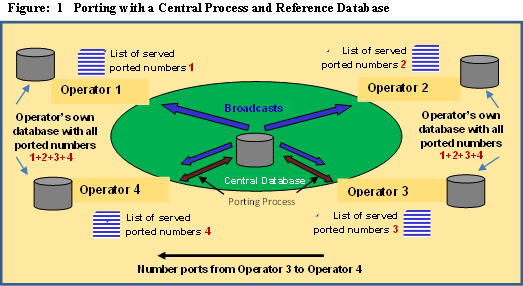 Figure: 1 Porting with a Central Process and Reference Database
List of served
ported numbers 1
Operator 1
List of served
ported numbers 2
Operator 2
Broadcasts
Operator's own
database with all
ported numbers
1+2+3+4
Operator's own
database with all
ported numbers
1+2+3+4
Central Database
Operator 4
Porting Process
Operator 3
List of served
ported numbers 4
List of served
ported numbers 3
Number ports from Operator 3 to Operator 4